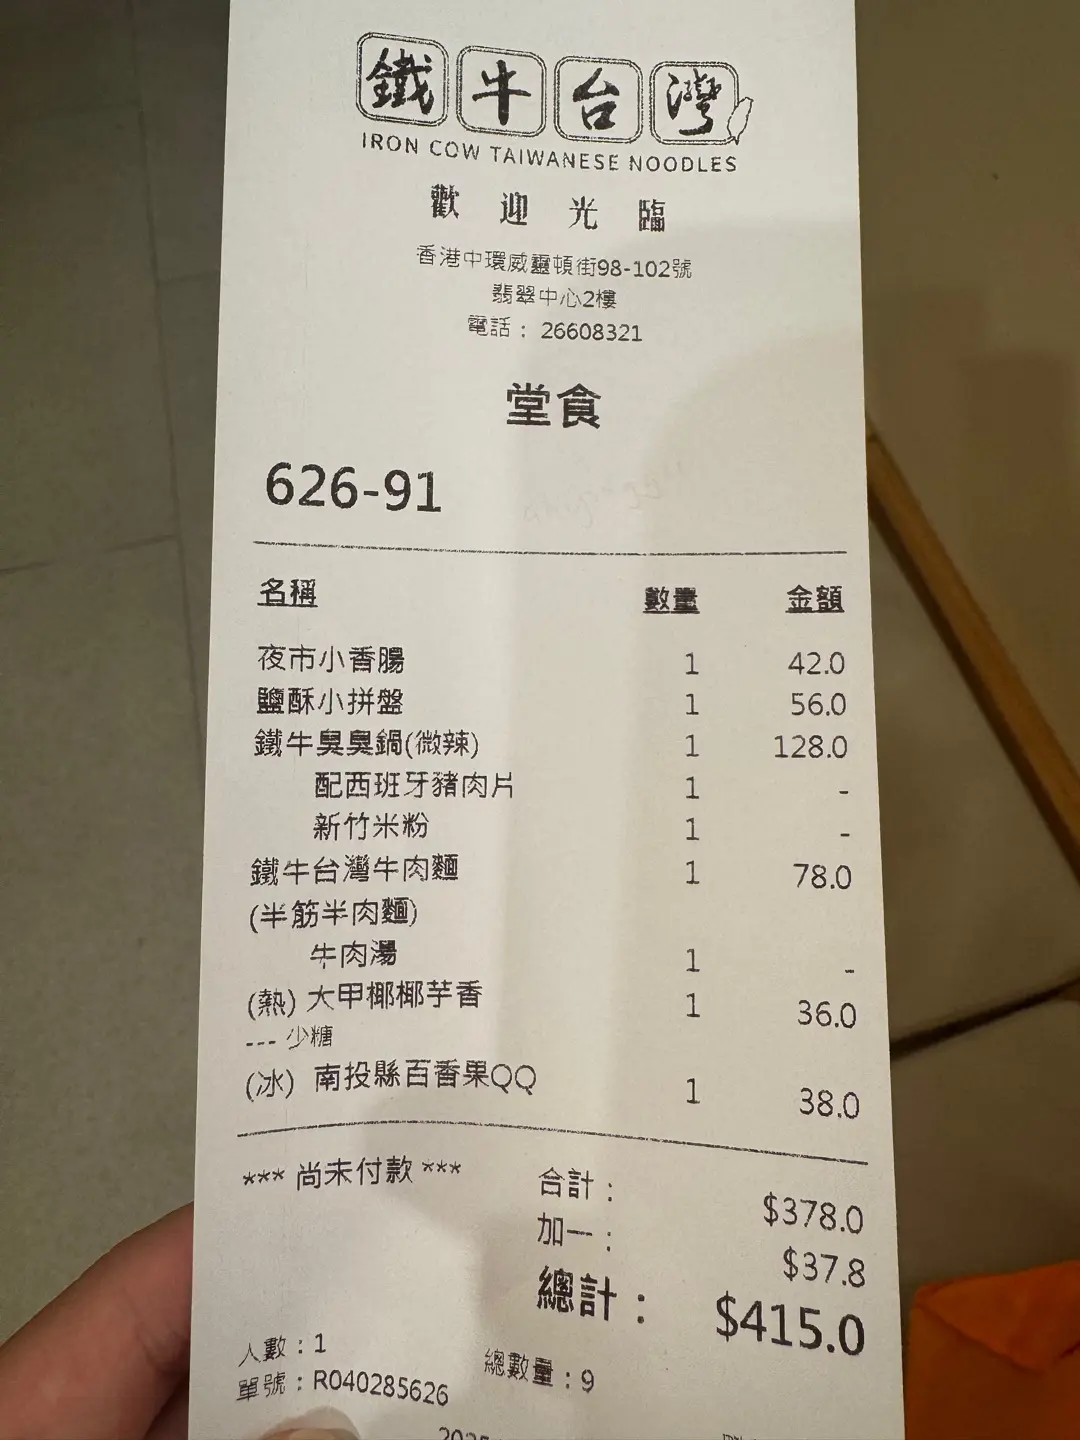 鐵牛台灣
IRON COW TAIWANESE NOODLES
歡迎光臨
香港中環威靈頓街98-102號
翡翠中心2樓
電話： 26608321
堂食
626-91
名稱 數量 金額
夜市小香腸 1 42.0
鹽酥小拼盤 1 56.0
鐵牛臭臭鍋(微辣) 1 128.0
配西班牙豬肉片 1 -
新竹米粉 1 -
鐵牛台灣牛肉麵 1 78.0
(半筋半肉麵)
牛肉湯 1 -
(熱) 大甲椰椰芋香 1 36.0
--- 少糖
(冰) 南投縣百香果QQ 1 38.0
*** 尚未付款 *** 合計： $378.0
加一： $37.8
總計： $415.0
人數：1 總數量：9
單號：R040285626